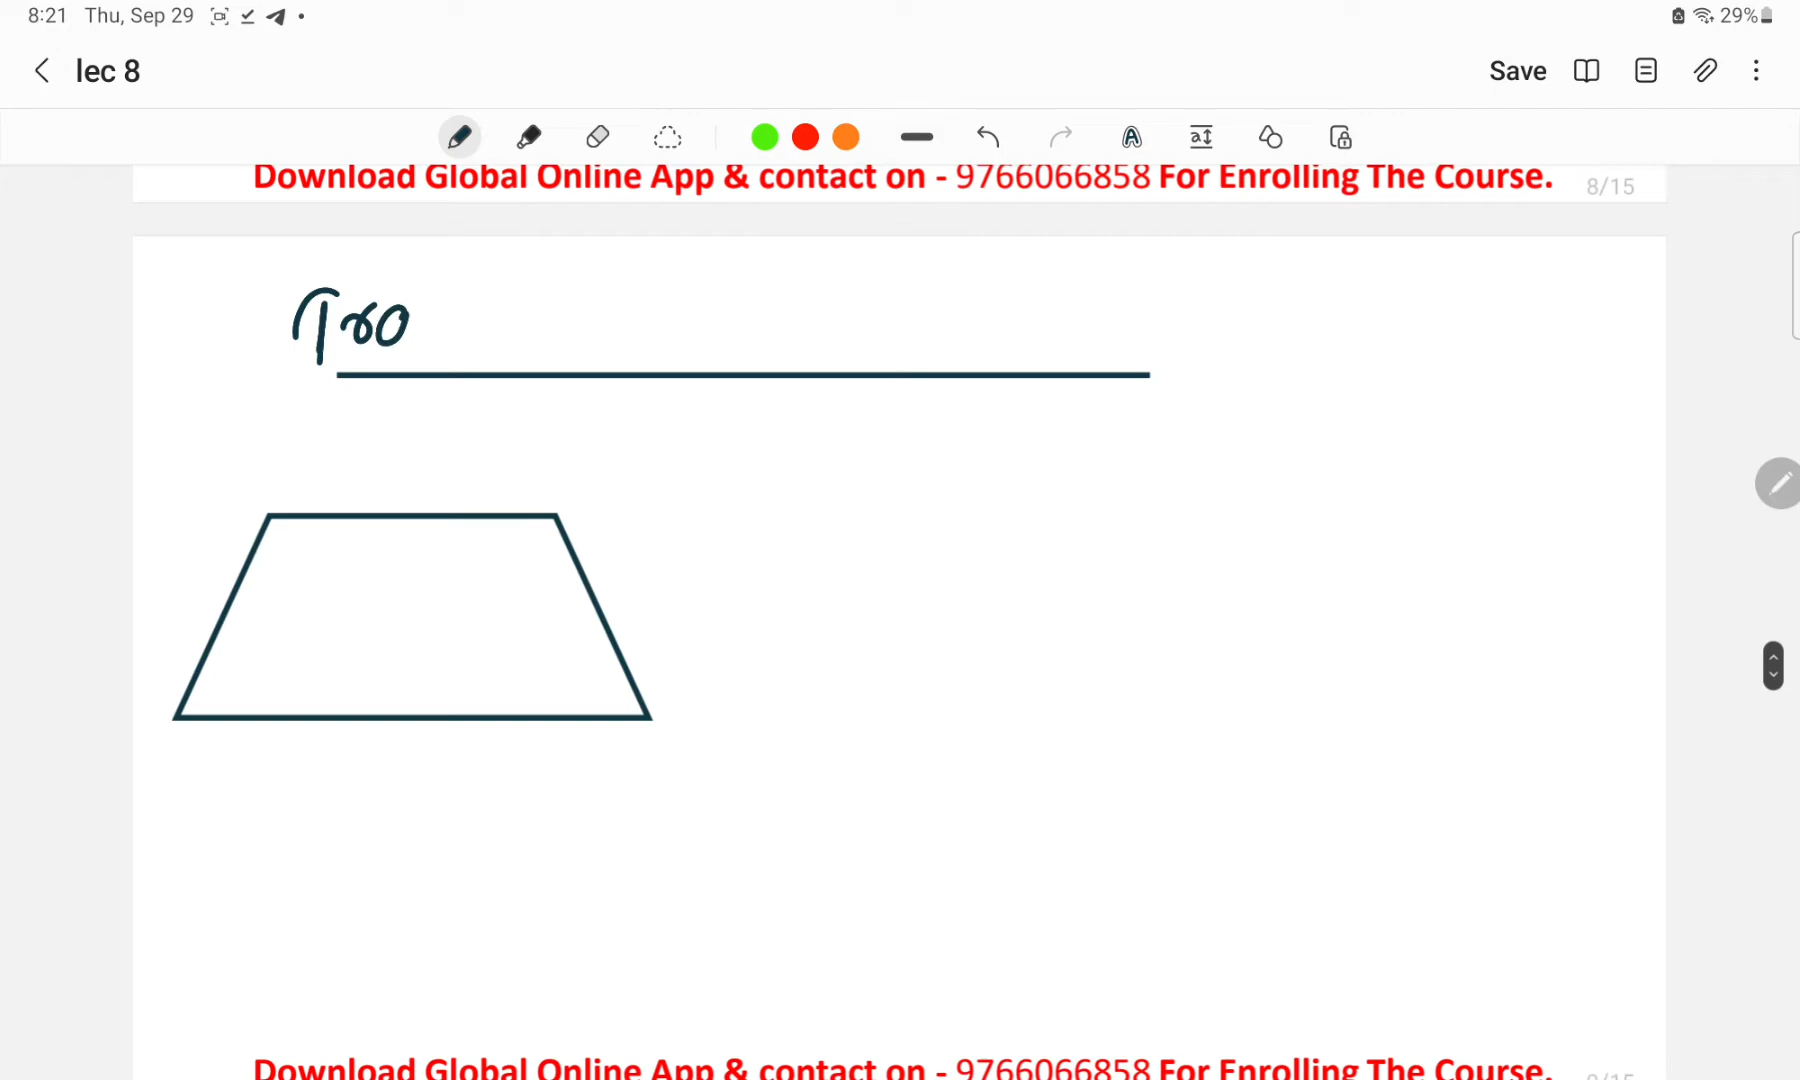 8:21 Thu, Sep 29
29%
lec 8
Save
Download Global Online App & contact on - 9766066858 For Enrolling The Course.
8/15
Download Global Online App & contact on - 9766066858 For Enrolling The Course.